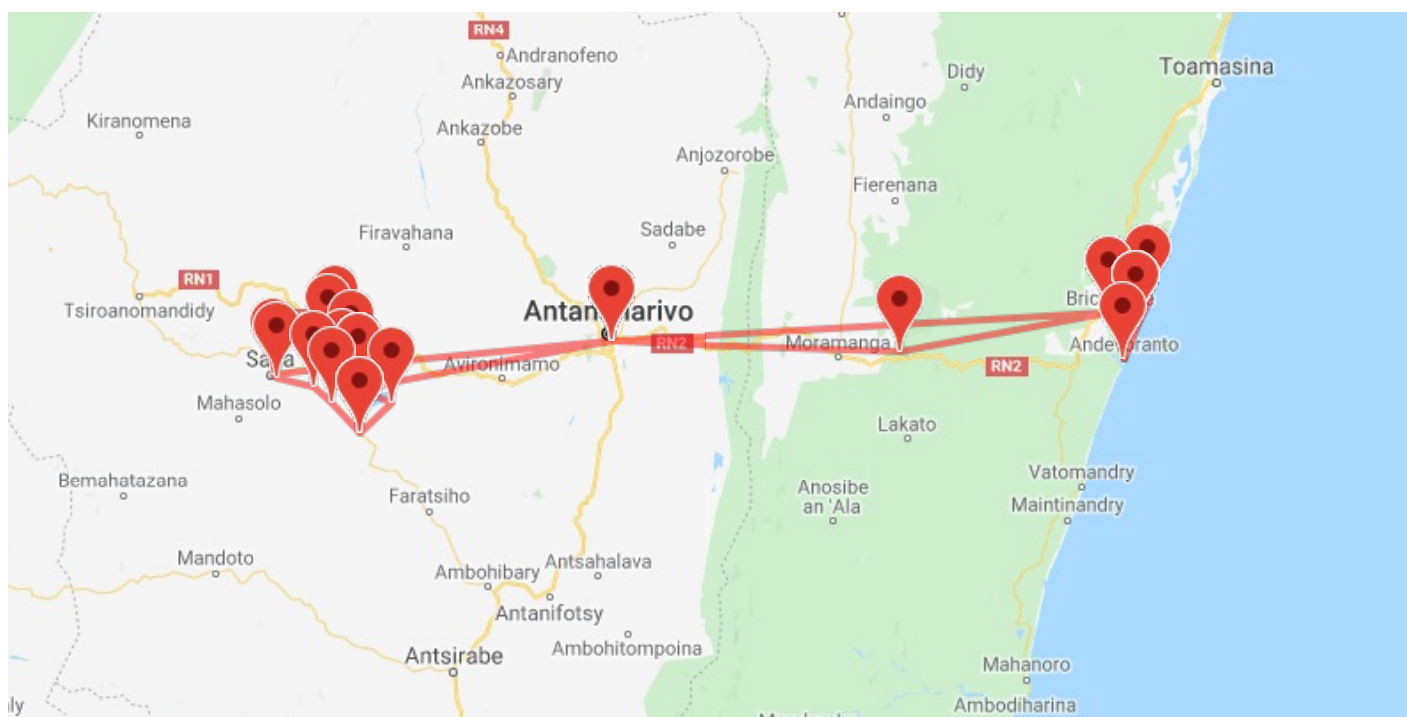 RN4
Andranofeno
Didy
Toamasina
Ankazosary
Andaingo
Kiranomena
Ankazobe
Anjozorobe
Fierenana
Firavahana
Sadabe
RN1
Tsiroanomandidy
Moramanga
RN2
RN2
Avironimamo
Mahasolo
Lakato
Bemahatazana
Vatomandry
Faratsiho
Anosibe
an 'Ala
Maintinandry
Mandoto
Antsahalava
Ambohibary
Antanifotsy
Ambohitompoina
Antsirabe
Mahanoro
Ambodiharina